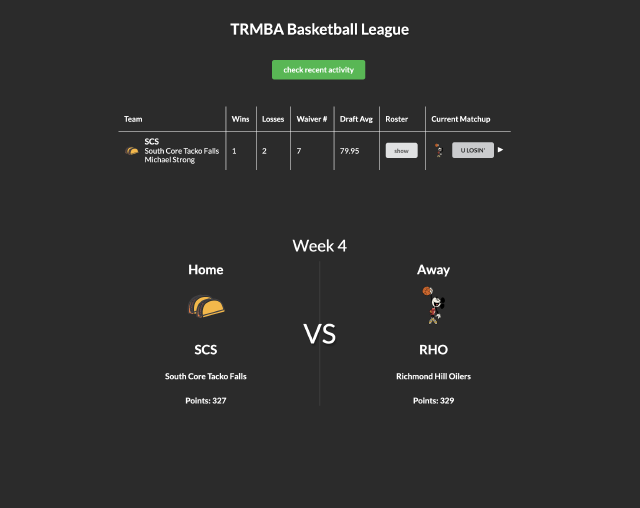 TRMBA Basketball League
check recent activity
Team Wins Losses Waiver # Draft Avg Roster Current Matchup
SCS
South Core Tacko Falls 1 2 7 79.95 show U LOSIN'
Michael Strong
Week 4
Home Away
VS
SCS RHO
South Core Tacko Falls Richmond Hill Oilers
Points: 327 Points: 329